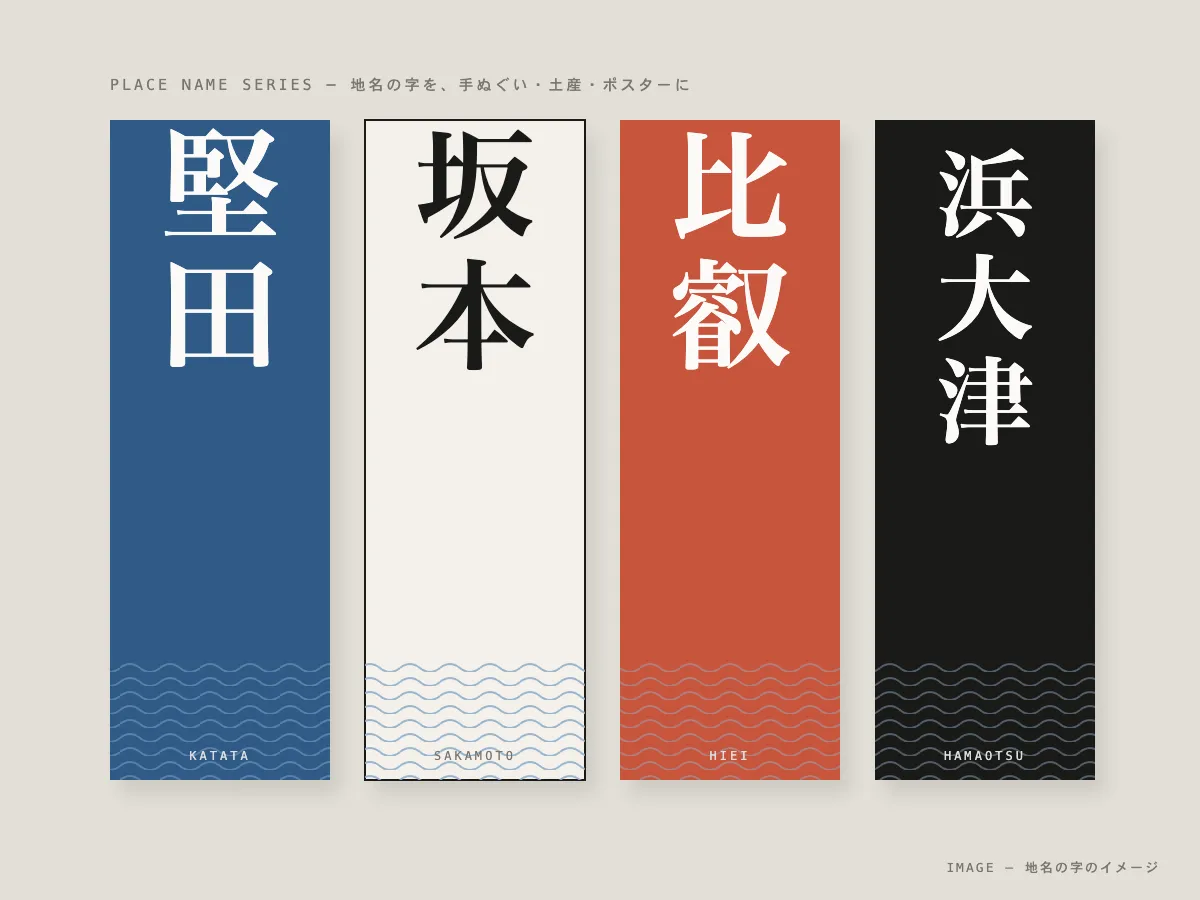 PLACE NAME SERIES — 地名の字を、手ぬぐい・土産・ポスターに
堅田
KATATA
坂本
SAKAMOTO
比叡
HIEI
浜大津
HAMAOTSU
IMAGE — 地名の字のイメージ